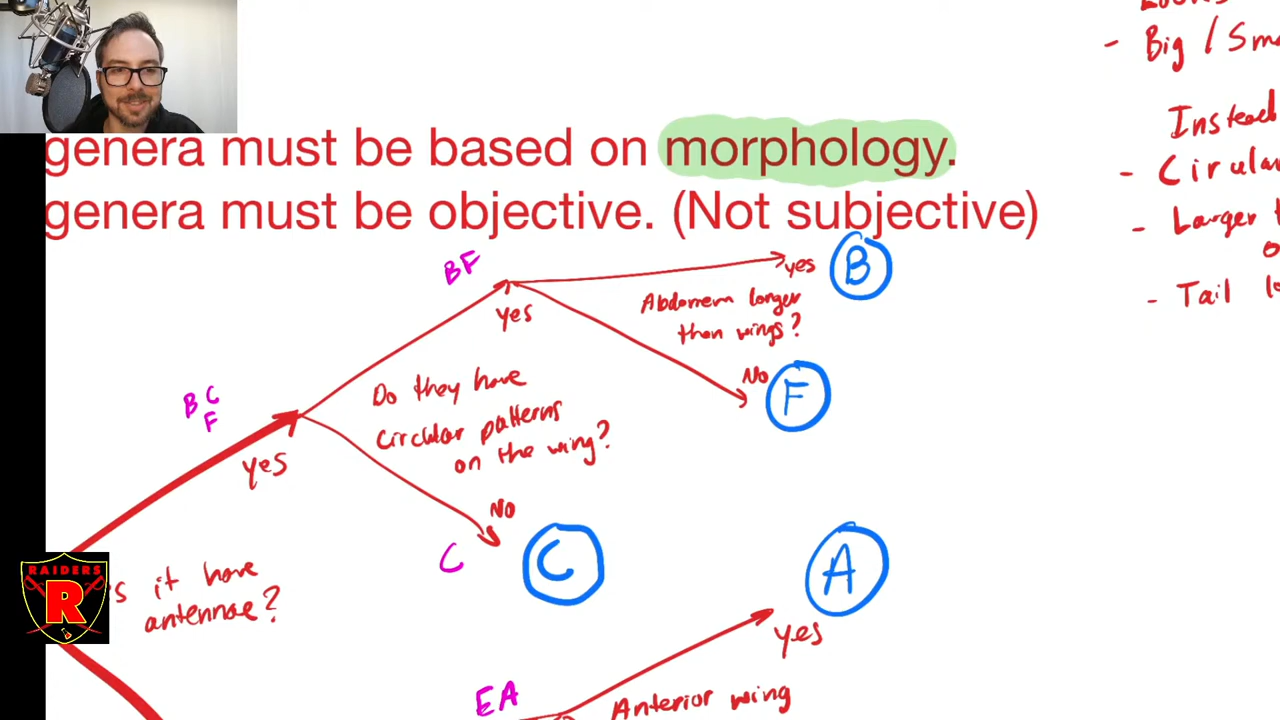 genera must be based on morphology.
genera must be objective. (Not subjective)
- Big / Sm
Instead
- Circular
- Larger
- Tail
BF
yes
yes
B
Abdomen longer
than wings?
No
F
B C
F
yes
Do they have
circular patterns
on the wing?
No
C
C
it have
antennae?
RAIDERS
R
A
yes
EA
Anterior wing